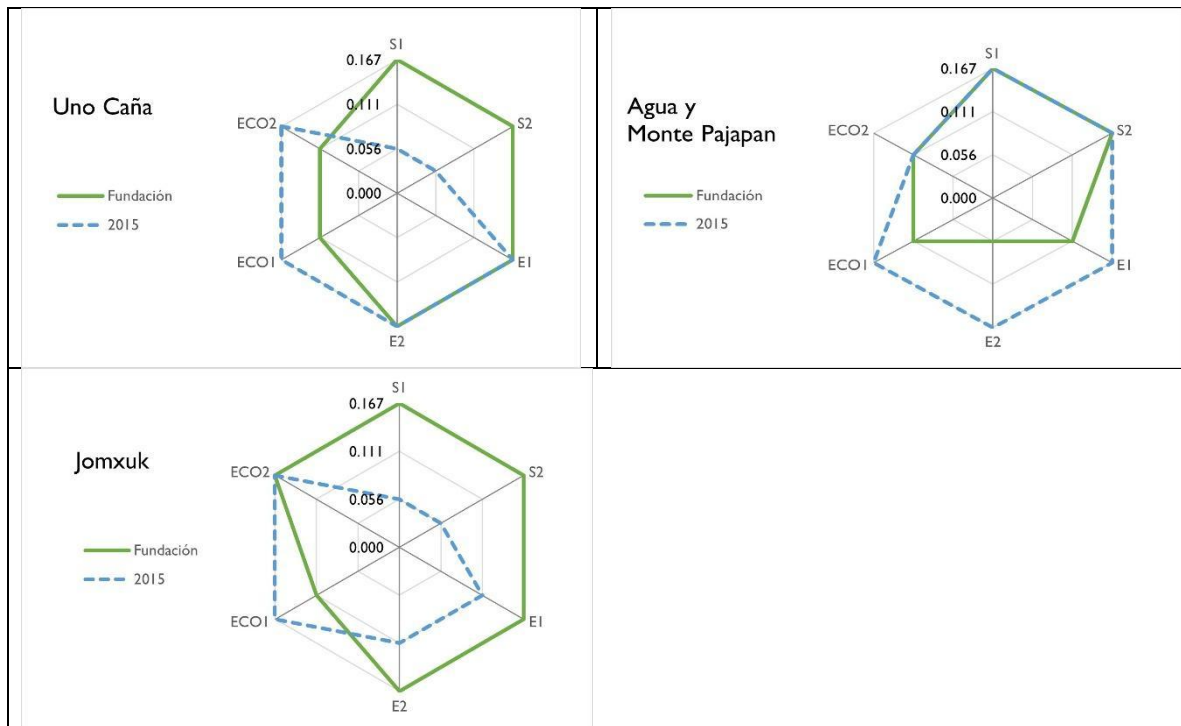 Uno Caña
S1
0.167
0.111
0.056
0.000
S2
E1
E2
ECO1
ECO2
Fundación
2015
Agua y
Monte Pajapan
S1
0.167
0.111
0.056
0.000
S2
E1
E2
ECO1
ECO2
Fundación
2015
Jomxuk
S1
0.167
0.111
0.056
0.000
S2
E1
E2
ECO1
ECO2
Fundación
2015